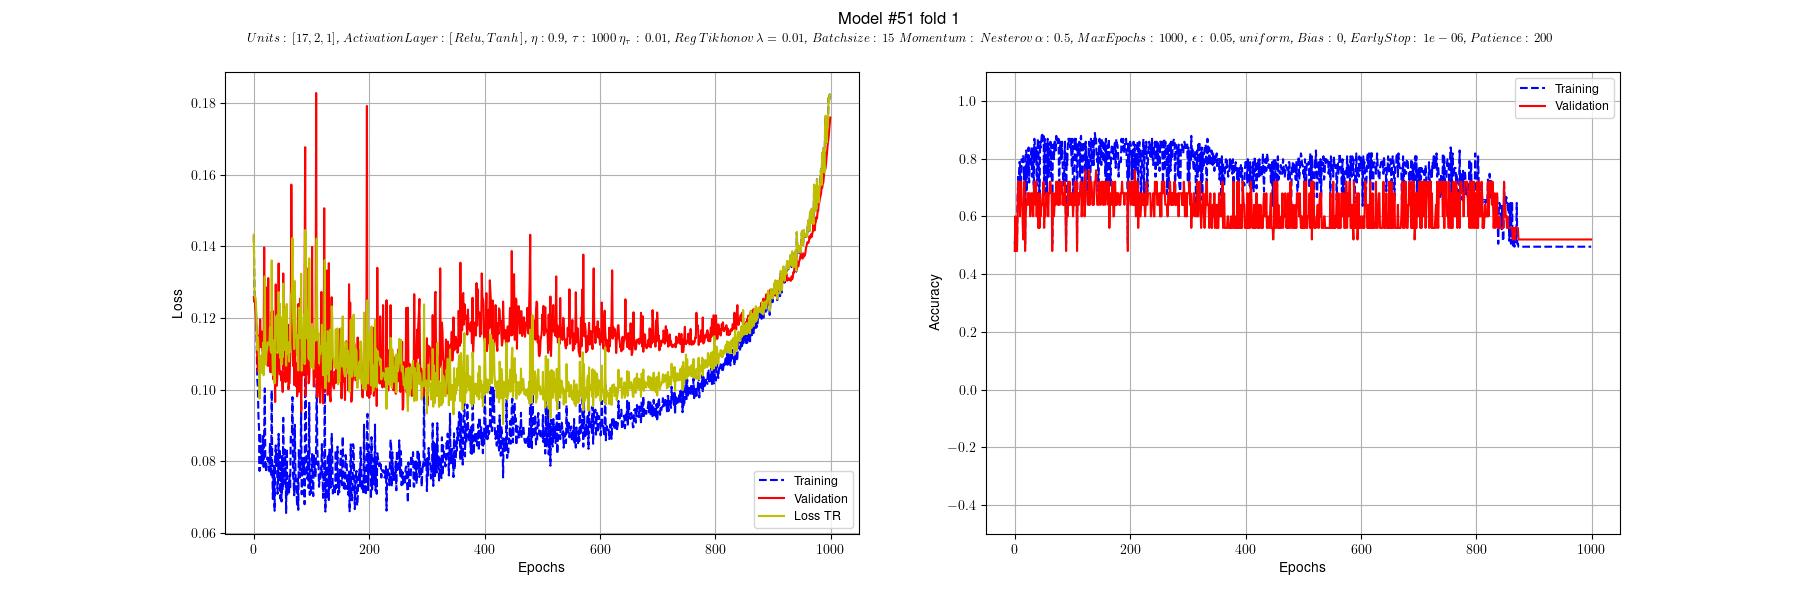 Model #51 fold 1
Units : [17, 2, 1], ActivationLayer : [Relu, Tanh], η : 0.9, τ : 1000 η_τ : 0.01, Reg Tikhonov λ = 0.01, Batchsize : 15 Momentum : Nesterov α : 0.5, MaxEpochs : 1000, ϵ : 0.05, uniform, Bias : 0, EarlyStop : 1e − 06, Patience : 200
Loss
0.18
0.16
0.14
0.12
0.10
0.08
0.06
0 200 400 600 800 1000
Epochs
Training
Validation
Loss TR
Accuracy
1.0
0.8
0.6
0.4
0.2
0.0
−0.2
−0.4
0 200 400 600 800 1000
Epochs
Training
Validation